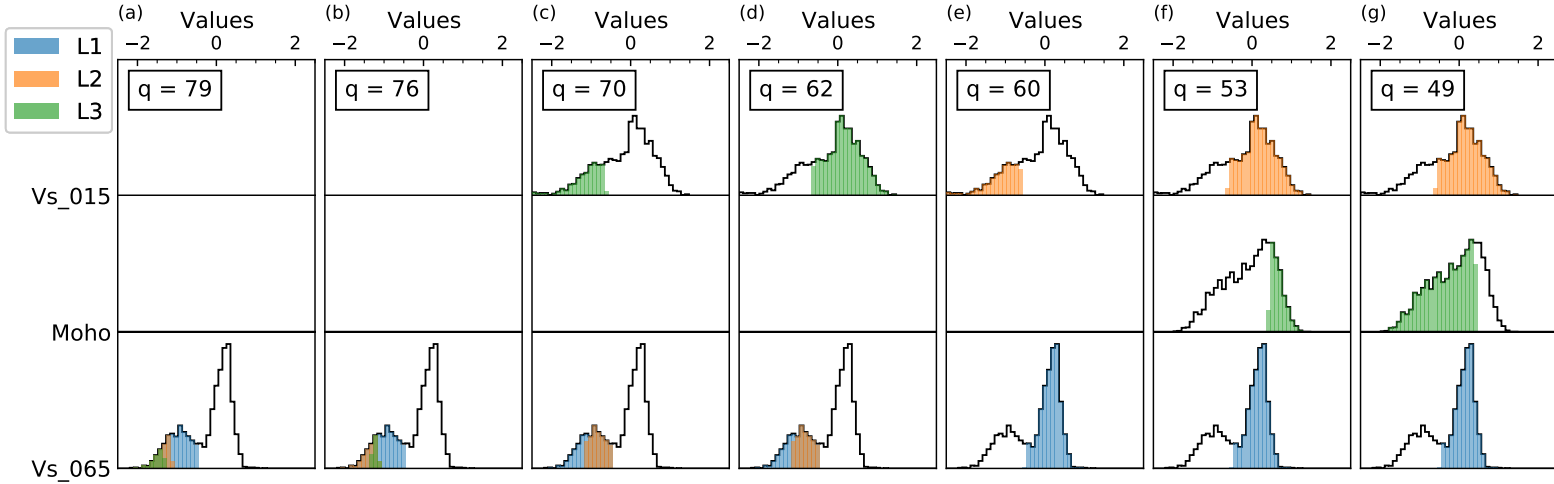 (a) Values (b) Values (c) Values (d) Values (e) Values (f) Values (g) Values
−2 0 2 −2 0 2 −2 0 2 −2 0 2 −2 0 2 −2 0 2 −2 0 2
L1
L2
L3
q = 79 q = 76 q = 70 q = 62 q = 60 q = 53 q = 49
Vs_015
Moho
Vs_065